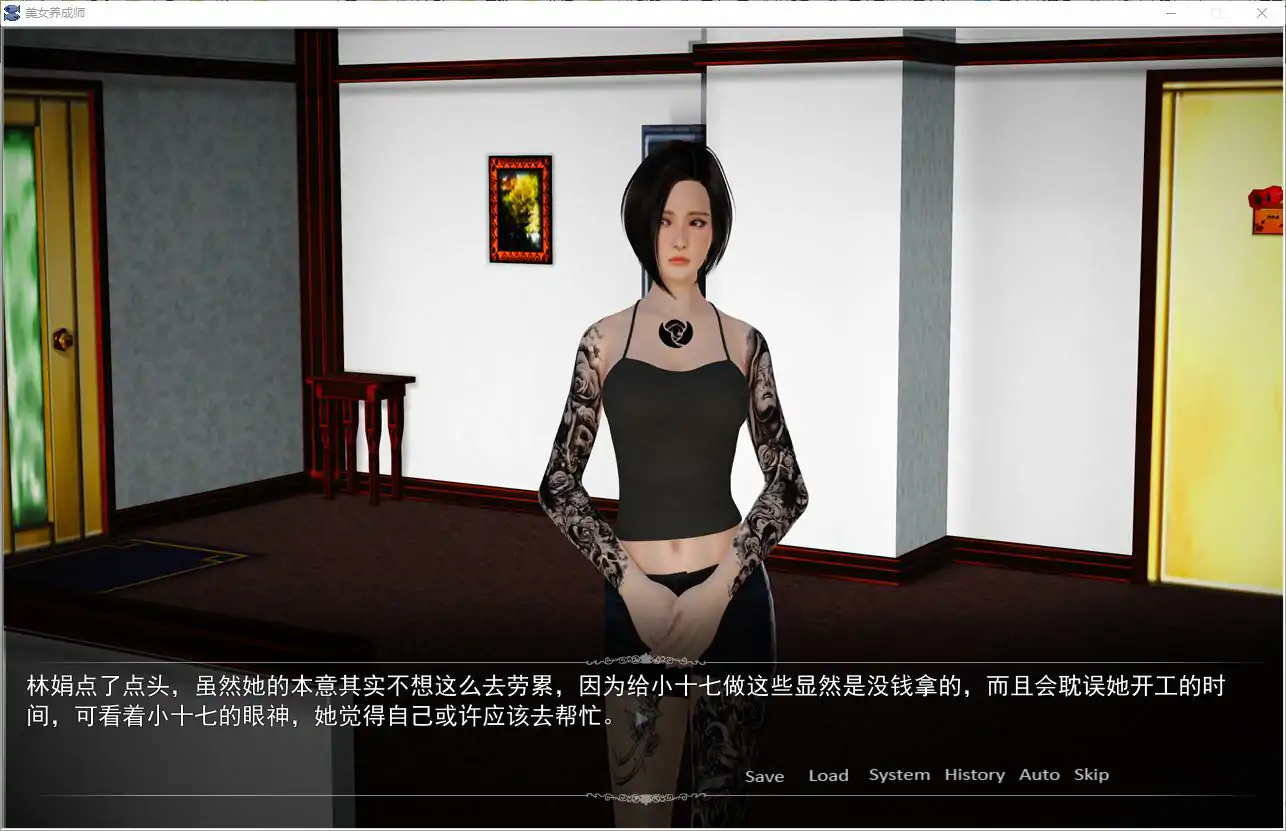 美女养成师
林娟点了点头，虽然她的本意其实不想这么去劳累，因为给小十七做这些显然是没钱拿的，而且会耽误她开工的时
间，可看着小十七的眼神，她觉得自己或许应该去帮忙。
Save Load System History Auto Skip